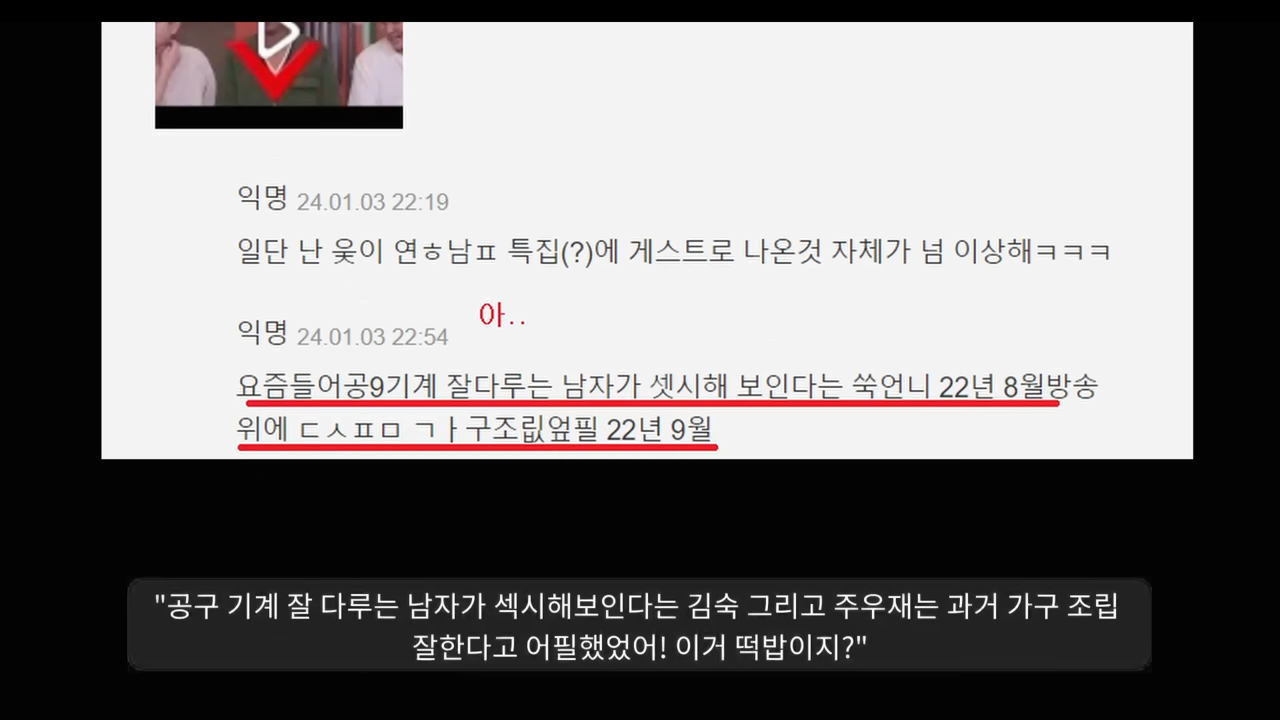 익명 24.01.03 22:19
일단 난 웆이 연ㅎ남ㅍ 특집(?)에 게스트로 나온것 자체가 넘 이상해ㅋㅋㅋ
아..
익명 24.01.03 22:54
요즘들어공9기계 잘다루는 남자가 셋시해 보인다는 쑥언니 22년 8월방송
위에 ㄷㅅㅍㅁ ㄱㅏ구조릾엎필 22년 9월
"공구 기계 잘 다루는 남자가 섹시해보인다는 김숙 그리고 주우재는 과거 가구 조립
잘한다고 어필했었어! 이거 떡밥이지?"